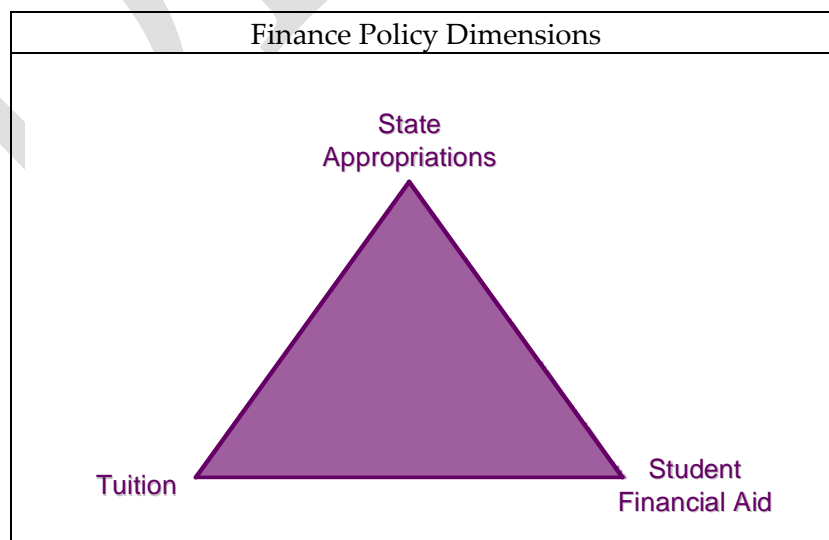 Finance Policy Dimensions
State
Appropriations
Tuition
Student
Financial Aid